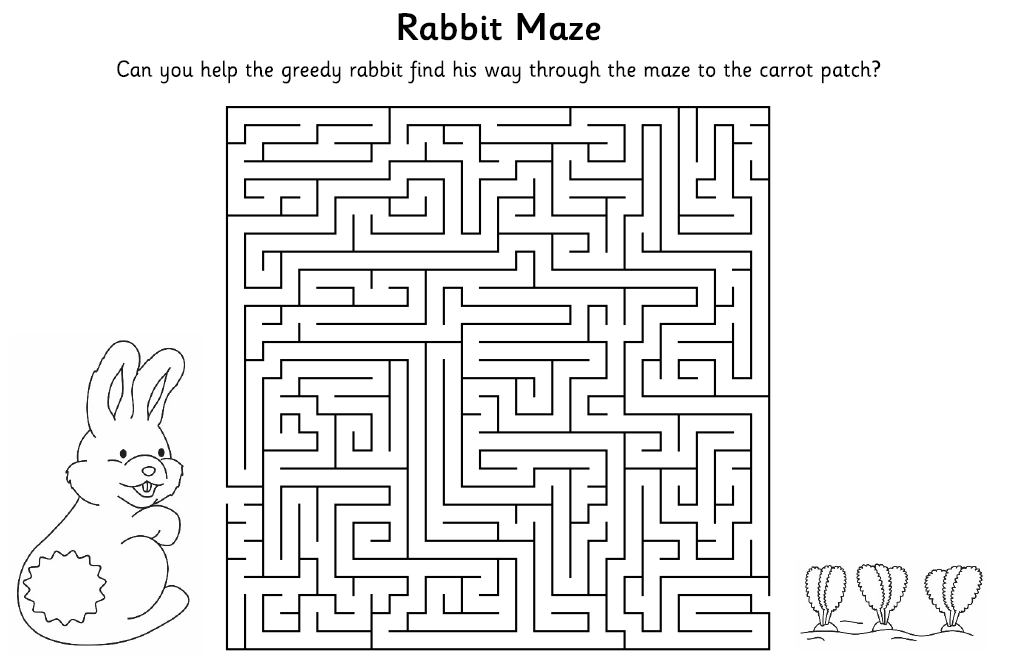 Rabbit Maze
Can you help the greedy rabbit find his way through the maze to the carrot patch?